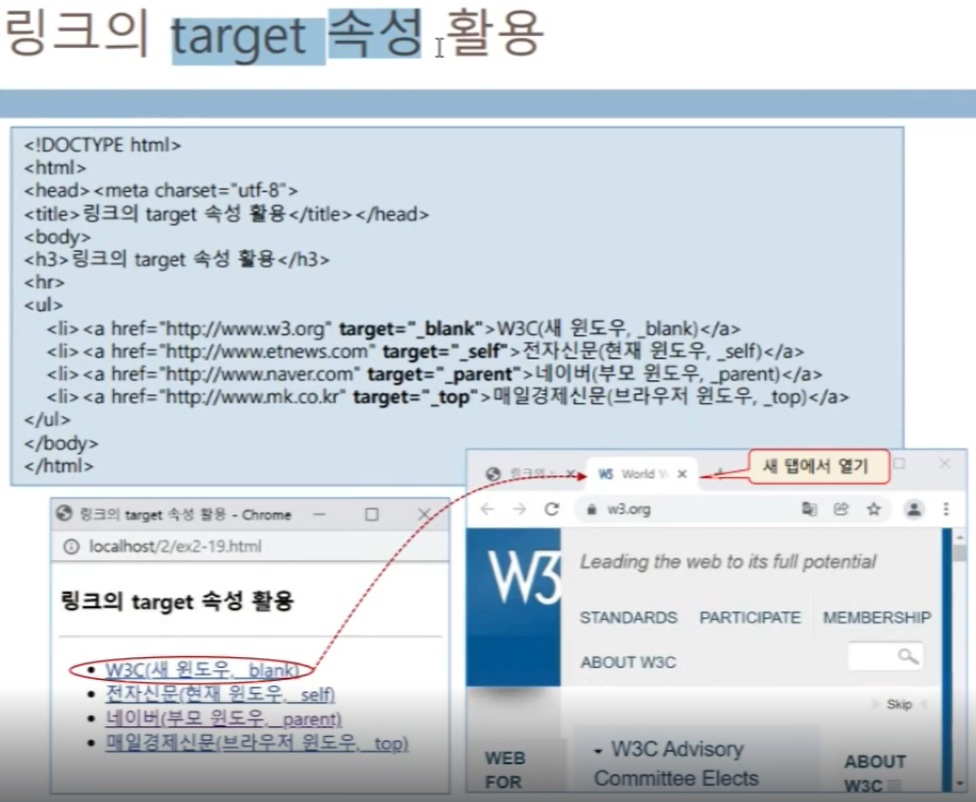 링크의 target 속성 활용
<!DOCTYPE html>
<html>
<head><meta charset="utf-8">
<title>링크의 target 속성 활용</title></head>
<body>
<h3>링크의 target 속성 활용</h3>
<hr>
<ul>
<li><a href="http://www.w3.org" target="_blank">W3C(새 윈도우, _blank)</a>
<li><a href="http://www.etnews.com" target="_self">전자신문(현재 윈도우, _self)</a>
<li><a href="http://www.naver.com" target="_parent">네이버(부모 윈도우, _parent)</a>
<li><a href="http://www.mk.co.kr" target="_top">매일경제신문(브라우저 윈도우, _top)</a>
</ul>
</body>
</html>
링크의 target 속성 활용 - Chrome
localhost/2/ex2-19.html
링크의 target 속성 활용
• W3C(새 윈도우, _blank)
• 전자신문(현재 윈도우, _self)
• 네이버(부모 윈도우, _parent)
• 매일경제신문(브라우저 윈도우, _top)
링크의 W3 World W
새 탭에서 열기
w3.org
W3
Leading the web to its full potential
STANDARDS PARTICIPATE MEMBERSHIP
ABOUT W3C
Skip
WEB
FOR
W3C Advisory
Committee Elects
ABOUT
W3C